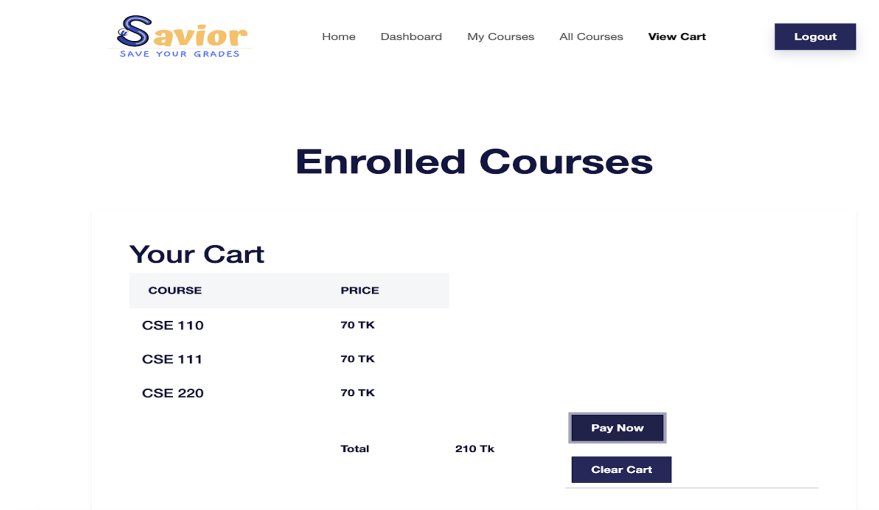 Savior
SAVE YOUR GRADES
Home Dashboard My Courses All Courses View Cart Logout
Enrolled Courses
Your Cart
COURSE PRICE
CSE 110 70 TK
CSE 111 70 TK
CSE 220 70 TK
Pay Now
Total 210 Tk
Clear Cart